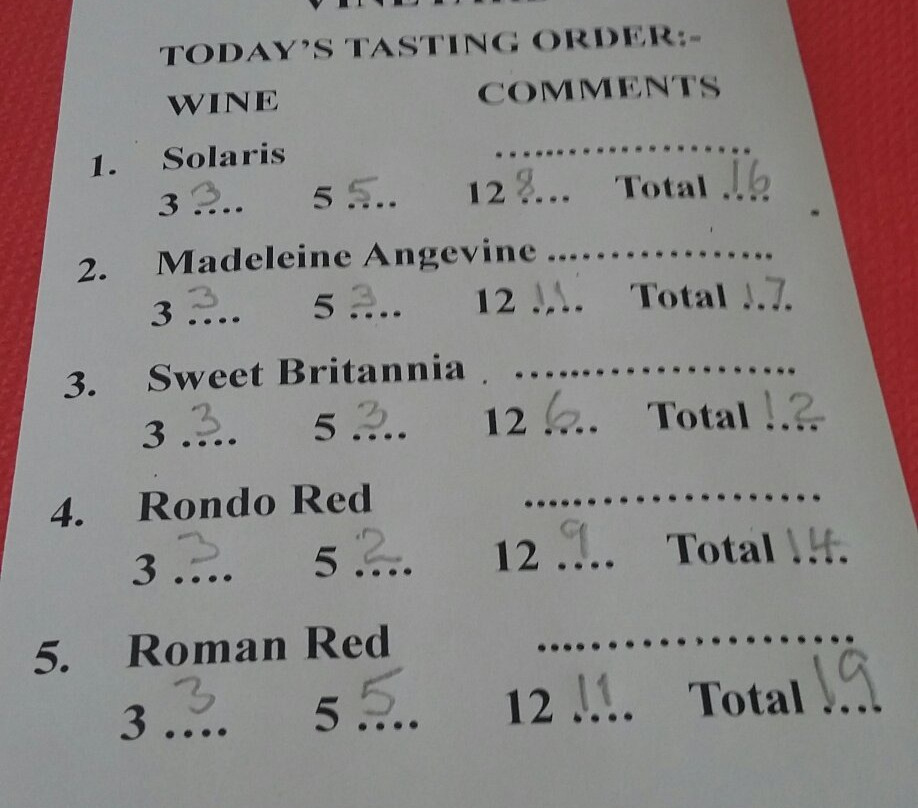 TODAY'S TASTING ORDER:-
WINE COMMENTS
1. Solaris ....................
3 3.... 5 5.... 12 8.... Total 16....
2. Madeleine Angevine ..................
3 3.... 5 3.... 12 11.... Total 17....
3. Sweet Britannia . ......................
3 3.... 5 3.... 12 6.... Total 12....
4. Rondo Red ....................
3 3.... 5 2.... 12 9.... Total 14....
5. Roman Red .....................
3 3.... 5 5.... 12 11.... Total 19....